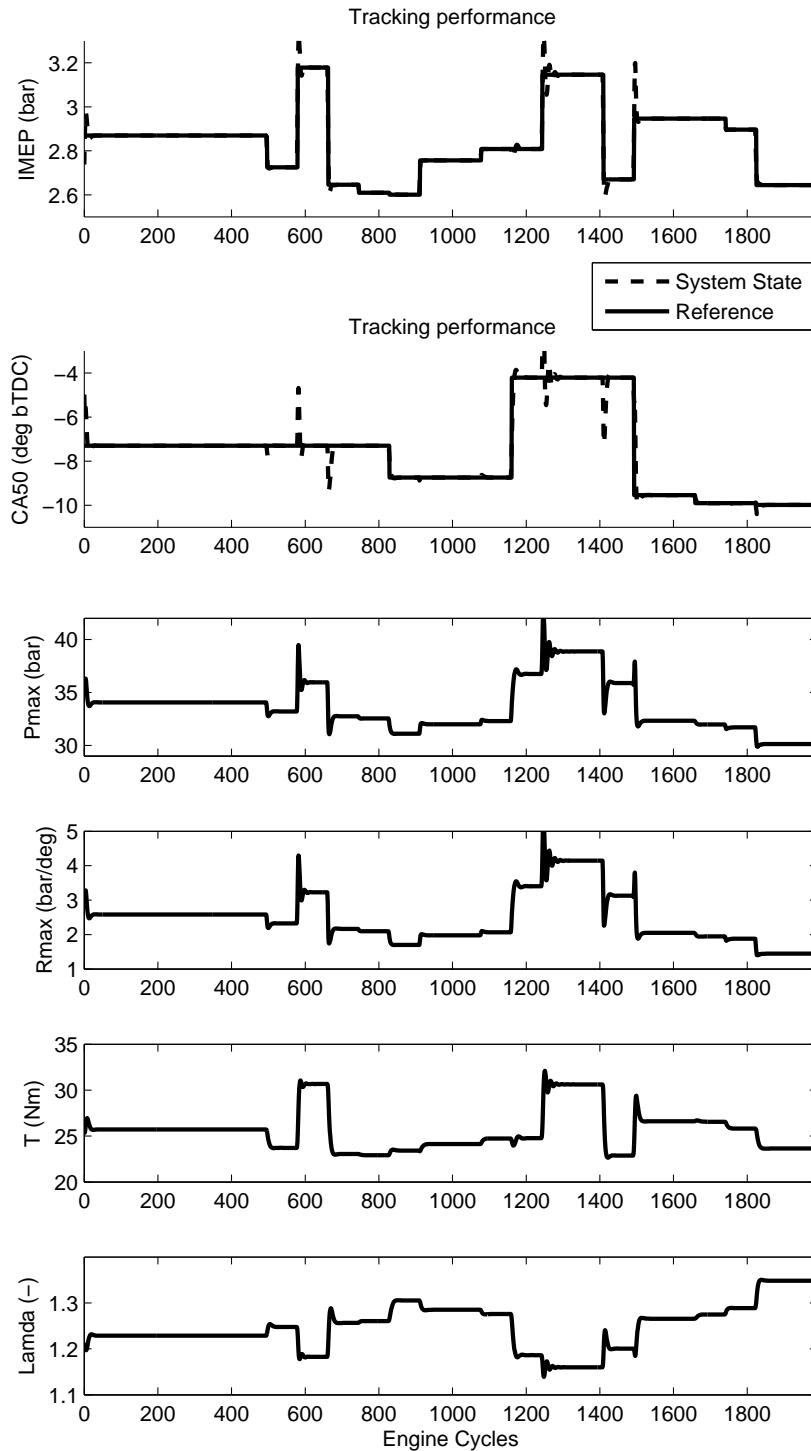 Tracking performance
IMEP (bar)
3.2
3
2.8
2.6
0 200 400 600 800 1000 1200 1400 1600 1800
System State
Reference
Tracking performance
CA50 (deg bTDC)
−4
−6
−8
−10
0 200 400 600 800 1000 1200 1400 1600 1800
Pmax (bar)
40
35
30
0 200 400 600 800 1000 1200 1400 1600 1800
Rmax (bar/deg)
5
4
3
2
1
0 200 400 600 800 1000 1200 1400 1600 1800
T (Nm)
35
30
25
20
0 200 400 600 800 1000 1200 1400 1600 1800
Lamda (−)
1.3
1.2
1.1
0 200 400 600 800 1000 1200 1400 1600 1800
Engine Cycles